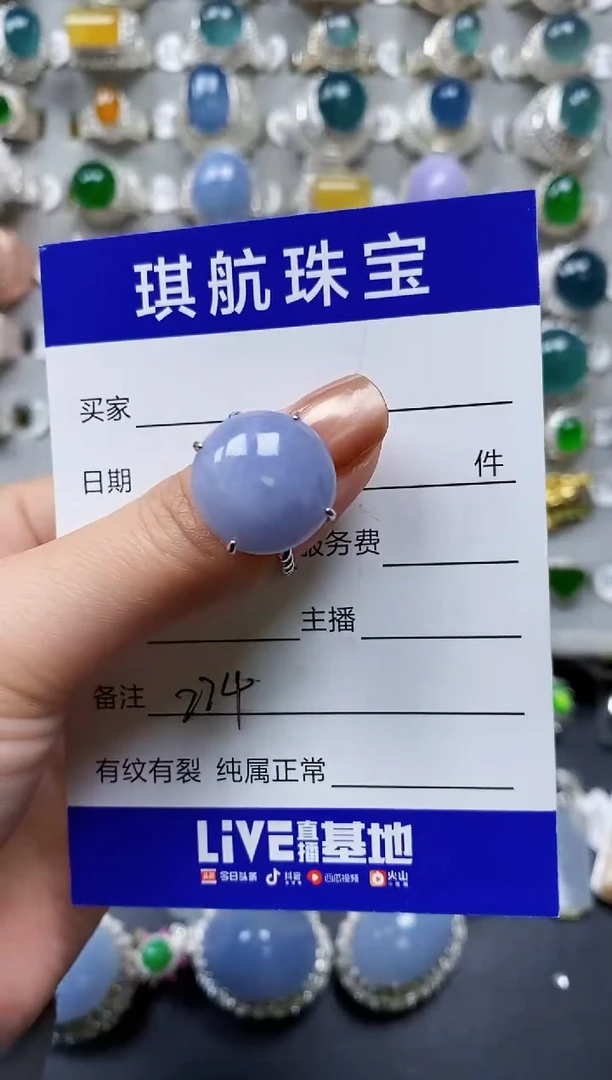 琪航珠宝
买家
日期 件
服务费
主播
备注 274
有纹有裂 纯属正常
LiVE直播基地
头条 今日头条 抖音 西瓜视频 火山